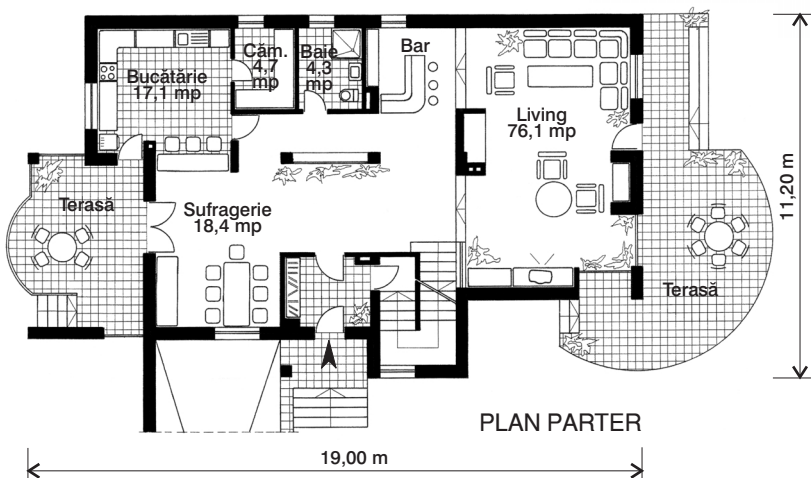 Bucătărie
17,1 mp
Căm.
4,7
mp
Baie
4,3
mp
Bar
Living
76,1 mp
Terasă
Sufragerie
18,4 mp
Terasă
11,20 m
PLAN PARTER
19,00 m